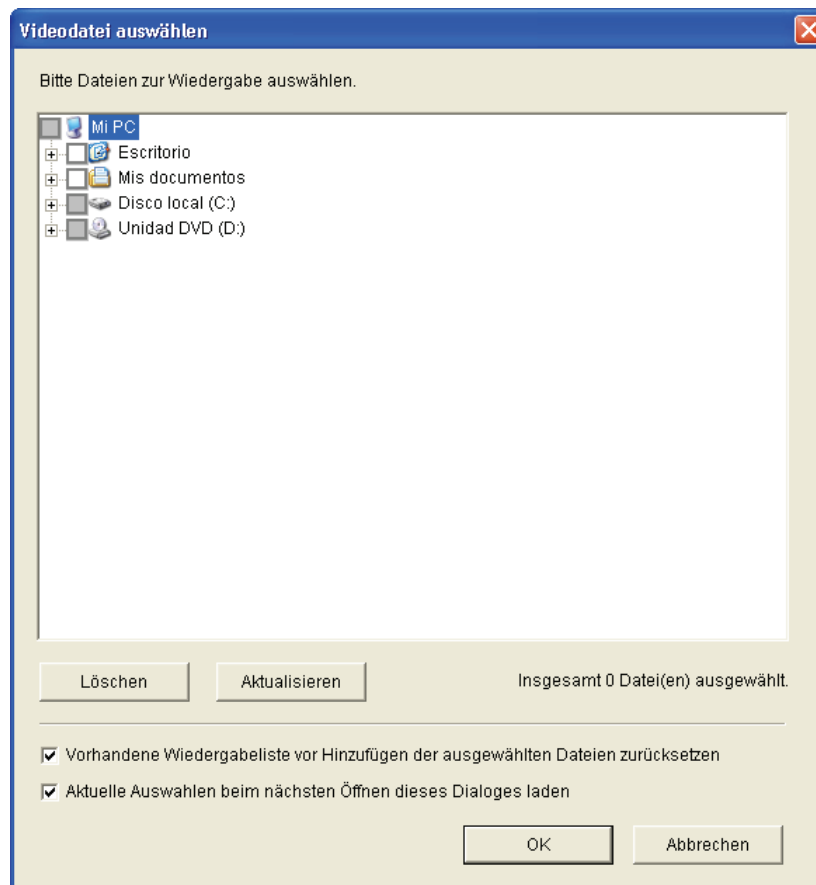 Videodatei auswählen
Bitte Dateien zur Wiedergabe auswählen.
Mi PC
Escritorio
Mis documentos
Disco local (C:)
Unidad DVD (D:)
Löschen Aktualisieren Insgesamt 0 Datei(en) ausgewählt.
Vorhandene Wiedergabeliste vor Hinzufügen der ausgewählten Dateien zurücksetzen
Aktuelle Auswahlen beim nächsten Öffnen dieses Dialoges laden
OK Abbrechen